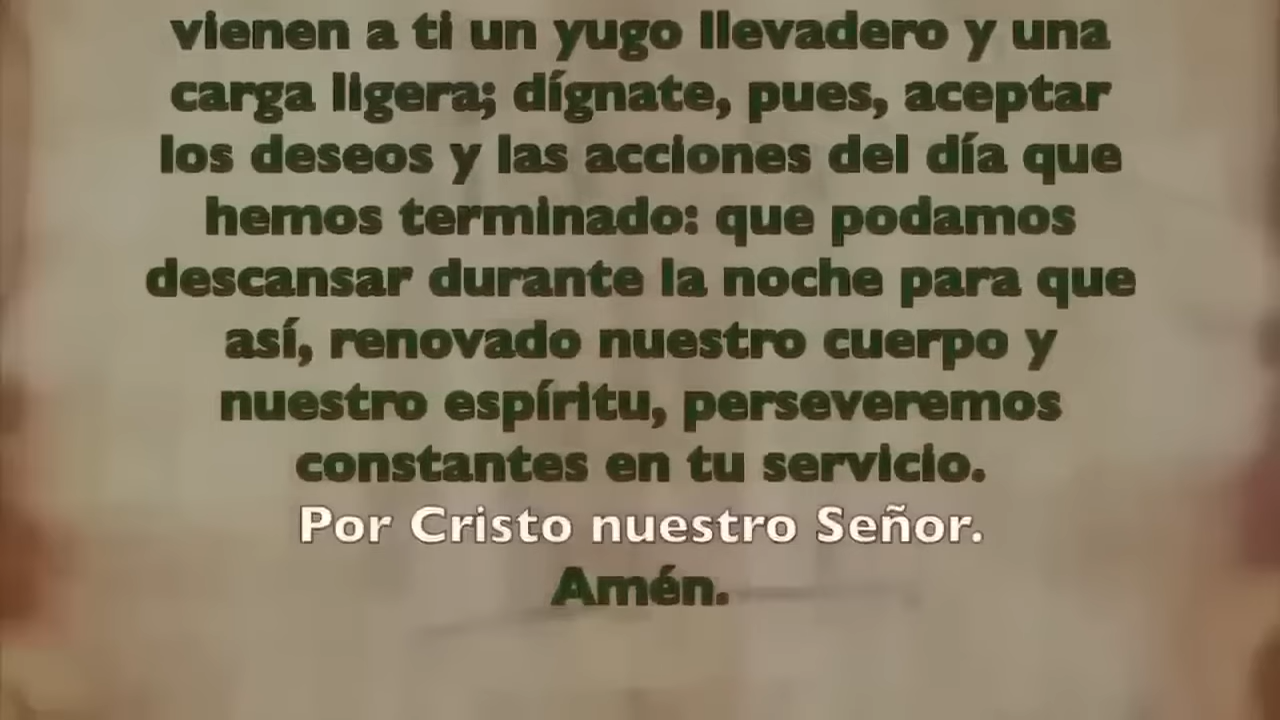 vienen a ti un yugo llevadero y una
carga ligera; dígnate, pues, aceptar
los deseos y las acciones del día que
hemos terminado: que podamos
descansar durante la noche para que
así, renovado nuestro cuerpo y
nuestro espíritu, perseveremos
constantes en tu servicio.
Por Cristo nuestro Señor.
Amén.